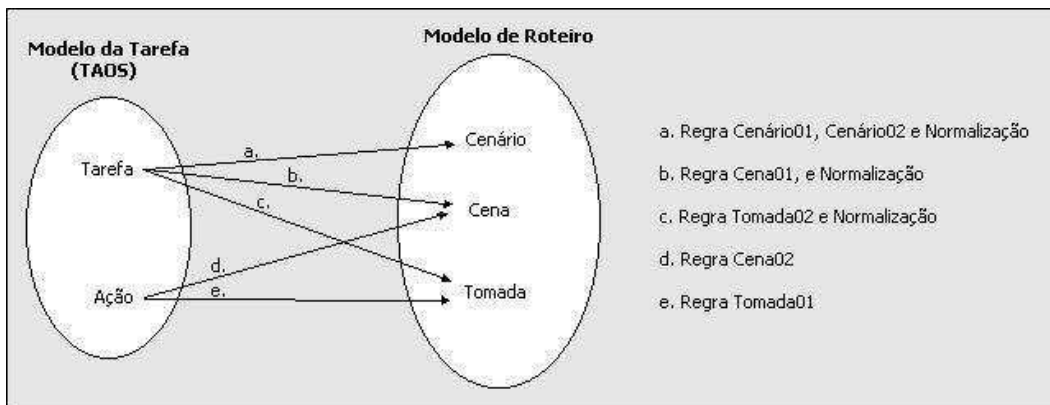 Modelo da Tarefa
(TAOS)
Modelo de Roteiro
Tarefa
Ação
a.
b.
c.
d.
e.
Cenário
Cena
Tomada
a. Regra Cenário01, Cenário02 e Normalização
b. Regra Cena01, e Normalização
c. Regra Tomada02 e Normalização
d. Regra Cena02
e. Regra Tomada01